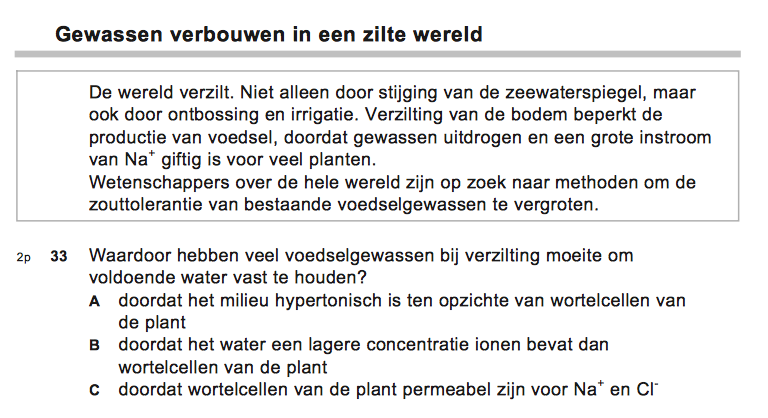 Gewassen verbouwen in een zilte wereld
De wereld verzilt. Niet alleen door stijging van de zeewaterspiegel, maar
ook door ontbossing en irrigatie. Verzilting van de bodem beperkt de
productie van voedsel, doordat gewassen uitdrogen en een grote instroom
van Na⁺ giftig is voor veel planten.
Wetenschappers over de hele wereld zijn op zoek naar methoden om de
zouttolerantie van bestaande voedselgewassen te vergroten.
2p 33 Waardoor hebben veel voedselgewassen bij verzilting moeite om
voldoende water vast te houden?
A doordat het milieu hypertonisch is ten opzichte van wortelcellen van
de plant
B doordat het water een lagere concentratie ionen bevat dan
wortelcellen van de plant
C doordat wortelcellen van de plant permeabel zijn voor Na⁺ en Cl⁻